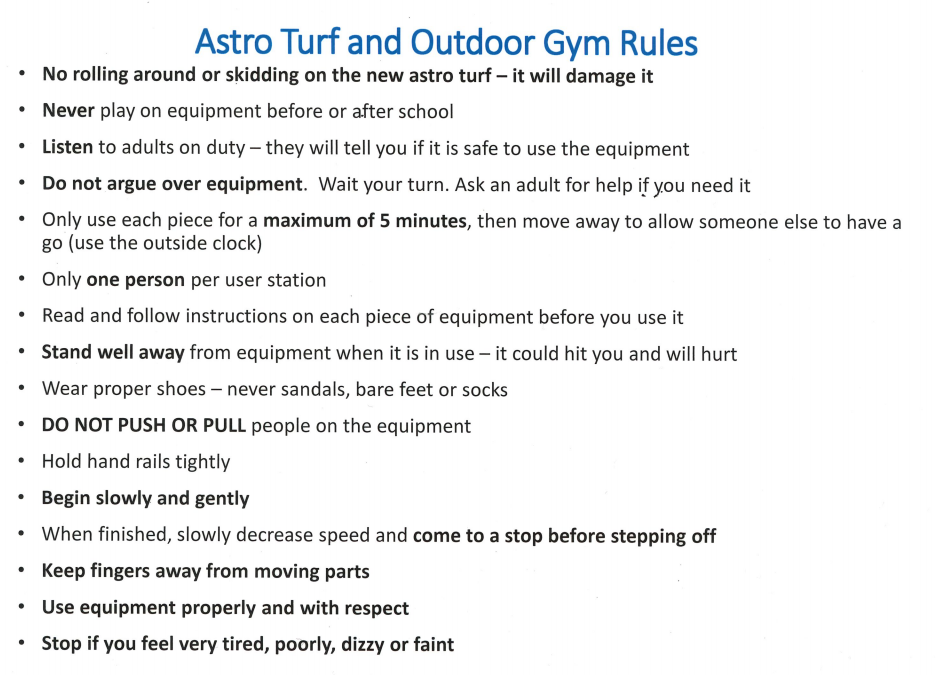 Astro Turf and Outdoor Gym Rules
• No rolling around or skidding on the new astro turf – it will damage it
• Never play on equipment before or after school
• Listen to adults on duty – they will tell you if it is safe to use the equipment
• Do not argue over equipment.  Wait your turn. Ask an adult for help if you need it
• Only use each piece for a maximum of 5 minutes, then move away to allow someone else to have a
go (use the outside clock)
• Only one person per user station
• Read and follow instructions on each piece of equipment before you use it
• Stand well away from equipment when it is in use – it could hit you and will hurt
• Wear proper shoes – never sandals, bare feet or socks
• DO NOT PUSH OR PULL people on the equipment
• Hold hand rails tightly
• Begin slowly and gently
• When finished, slowly decrease speed and come to a stop before stepping off
• Keep fingers away from moving parts
• Use equipment properly and with respect
• Stop if you feel very tired, poorly, dizzy or faint